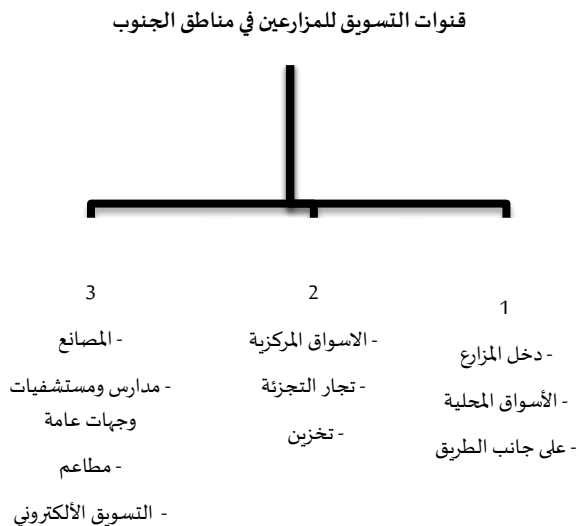 قنوات التسويق للمزارعين في مناطق الجنوب
1
- دخل المزارع
- الأسواق المحلية
- على جانب الطريق
2
- الاسواق المركزية
- تجار التجزئة
- تخزين
3
- المصانع
- مدارس ومستشفيات
وجهات عامة
- مطاعم
- التسويق الألكتروني